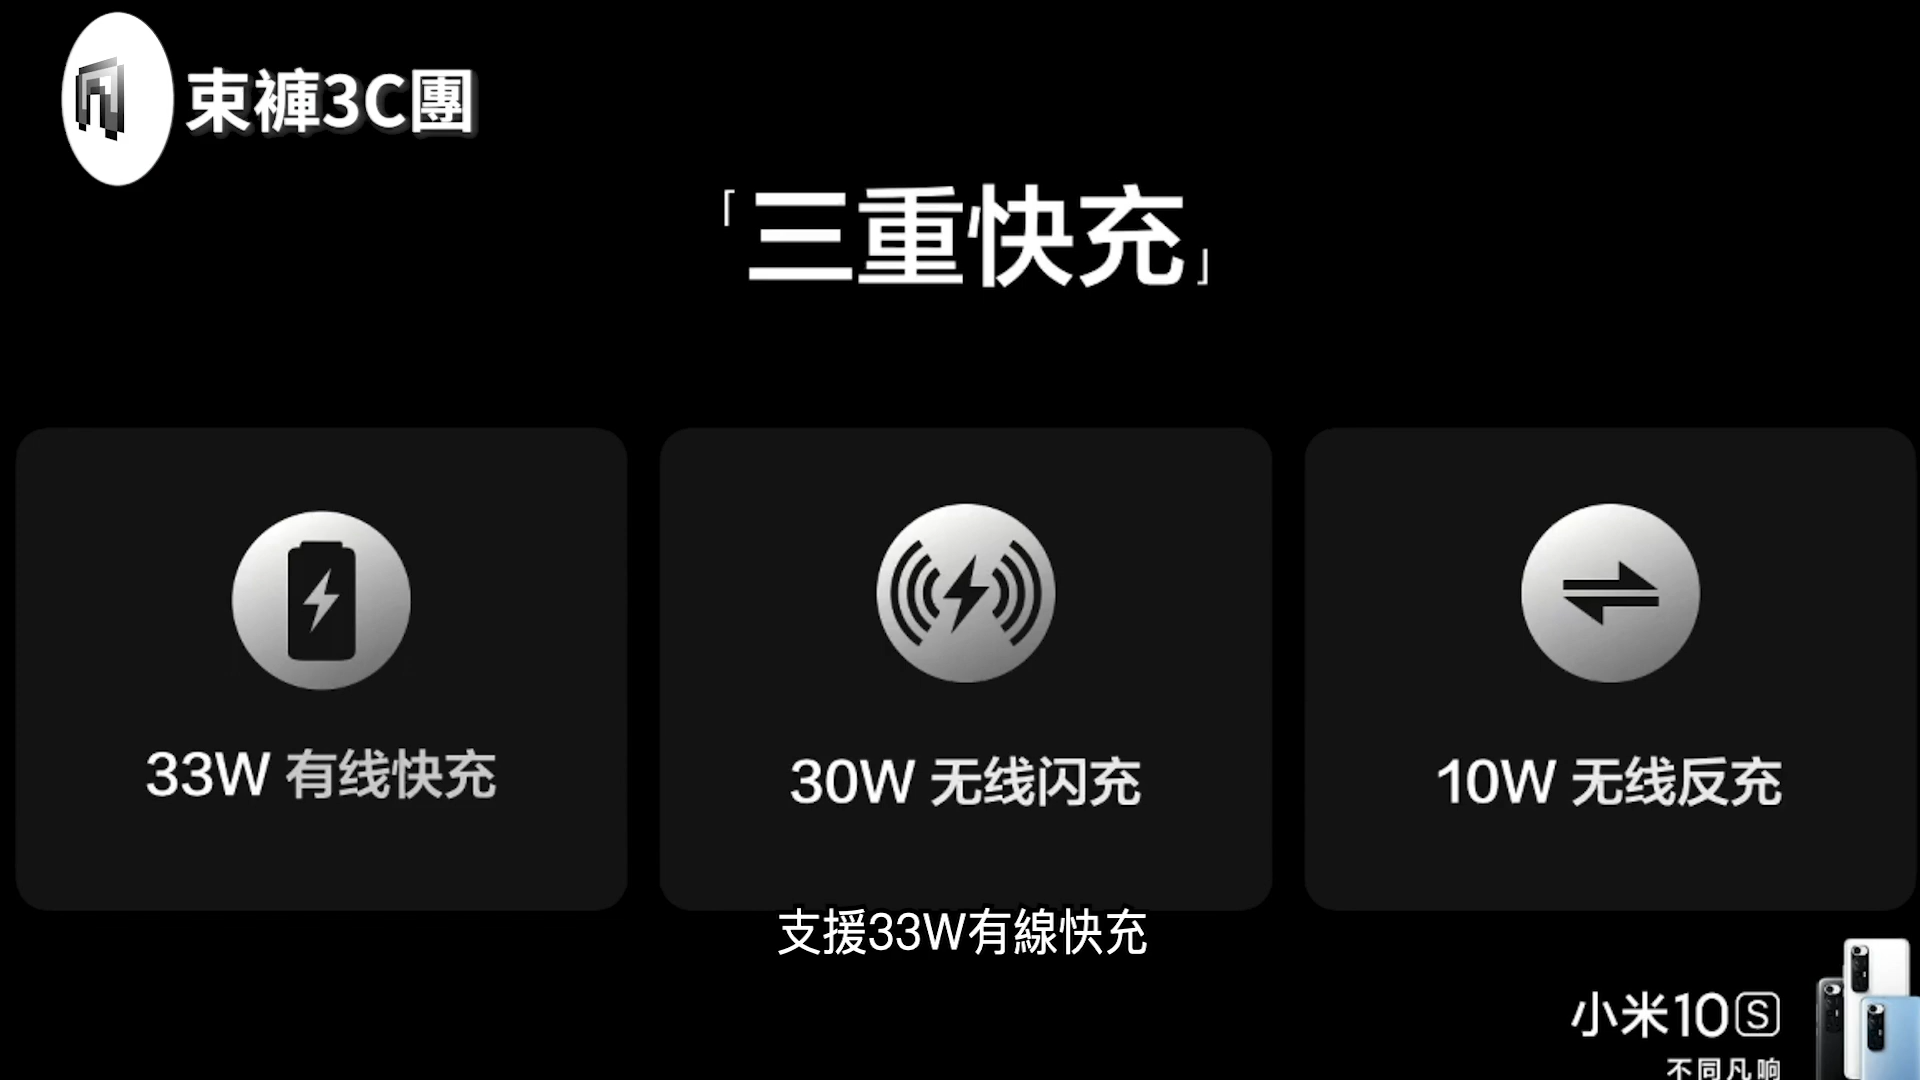 束褲3C團
「三重快充」
33W 有线快充
30W 无线闪充
10W 无线反充
支援33W有線快充
小米10S
不同凡响